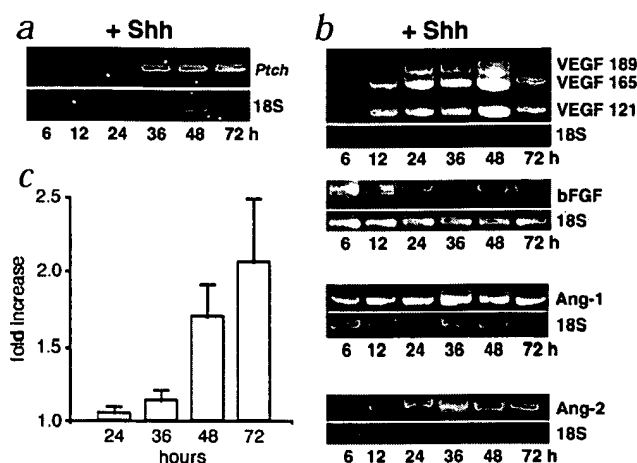 a
+ Shh
Ptch
18S
6 12 24 36 48 72 h
b
+ Shh
VEGF 189
VEGF 165
VEGF 121
18S
6 12 24 36 48 72 h
bFGF
18S
6 12 24 36 48 72 h
Ang-1
18S
6 12 24 36 48 72 h
Ang-2
18S
6 12 24 36 48 72 h
c
fold Increase
2.5
2.0
1.5
1.0
24 36 48 72
hours